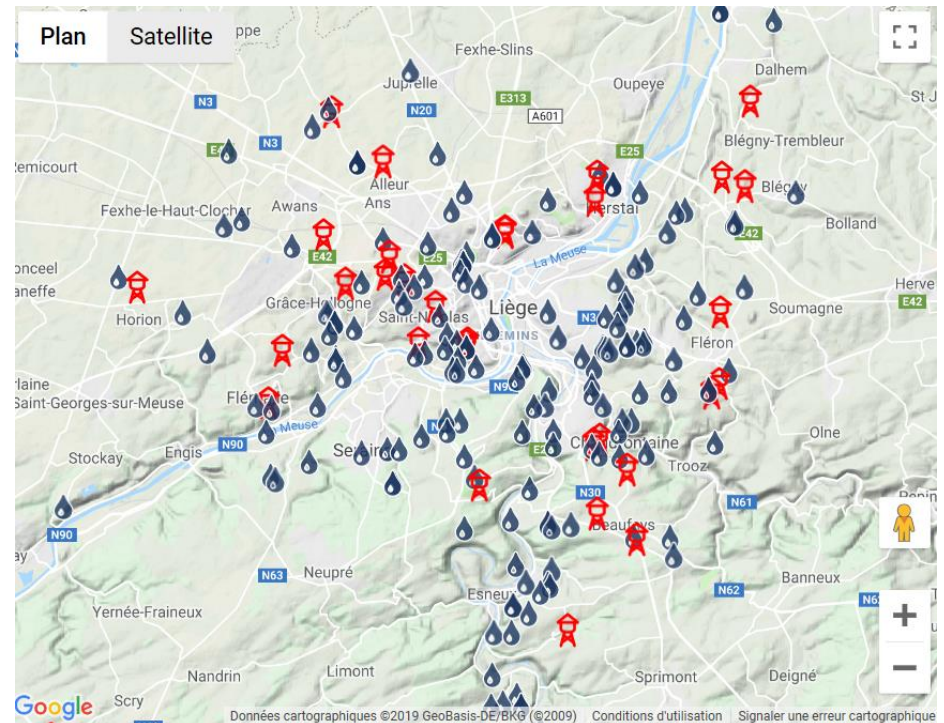 Plan
Satellite
ppe
Fexhe-Slins
Dalhem
Juprelle
Oupeye
St J
N3
N20
E313
A601
Blégny-Trembleur
N3
E25
Remicourt
Alleur
Ans
Blégny
Fexhe-le-Haut-Clocher
Awans
Herstal
Bolland
E42
La Meuse
E42
E25
Grâce-Hollogne
Liège
Herve
Horion
Saint-Nicolas
N3
Soumagne
E42
Fléron
Saint-Georges-sur-Meuse
La Meuse
Olne
Engis
N90
Stockay
Trooz
N30
N61
N90
Beaufays
N63
Neupré
Banneux
Esneux
N62
Yernée-Fraineux
Nandrin
Limont
Sprimont
Deigné
Scry
Google
Données cartographiques ©2019 GeoBasis-DE/BKG (©2009)
Conditions d'utilisation
Signaler une erreur cartographique